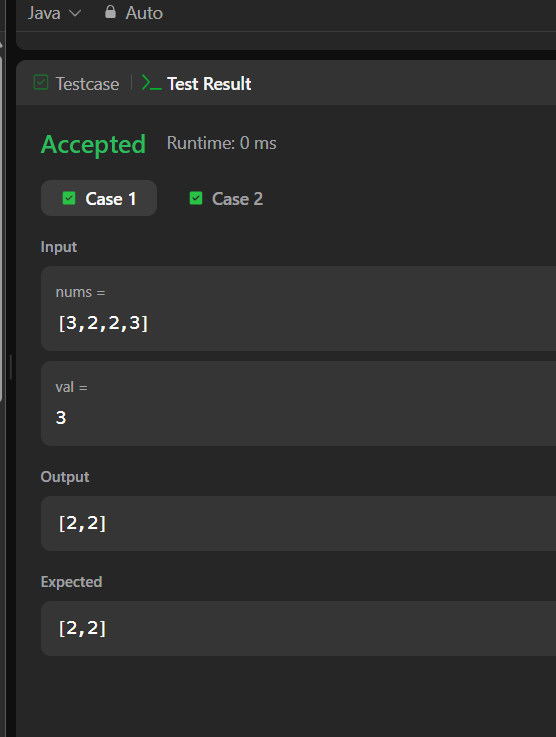 Java Auto
Testcase Test Result
Accepted Runtime: 0 ms
Case 1 Case 2
Input
nums =
[3,2,2,3]
val =
3
Output
[2,2]
Expected
[2,2]